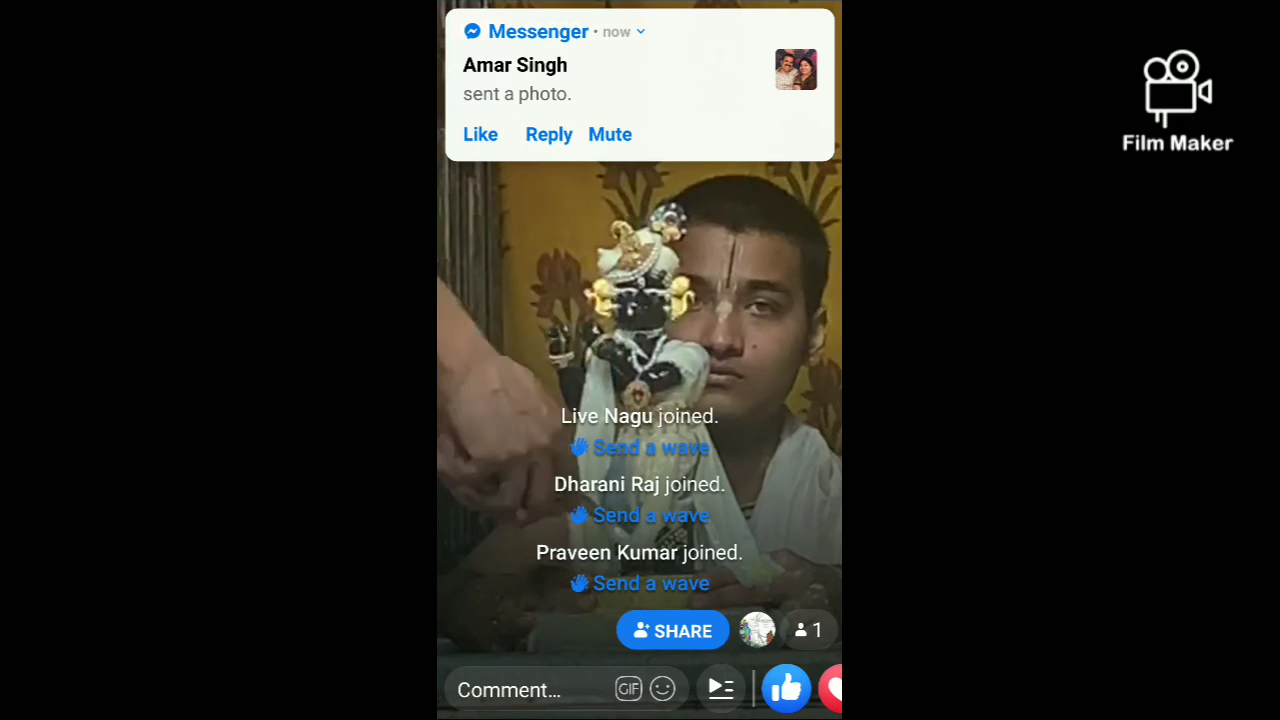 Messenger · now
Amar Singh
sent a photo.
Like Reply Mute
Film Maker
Live Nagu joined.
Send a wave
Dharani Raj joined.
Send a wave
Praveen Kumar joined.
Send a wave
SHARE 1
Comment... GIF